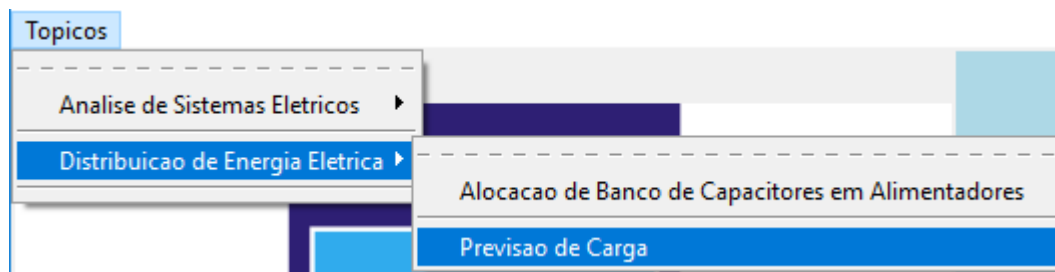 Topicos
Analise de Sistemas Eletricos
Distribuicao de Energia Eletrica
Alocacao de Banco de Capacitores em Alimentadores
Previsao de Carga